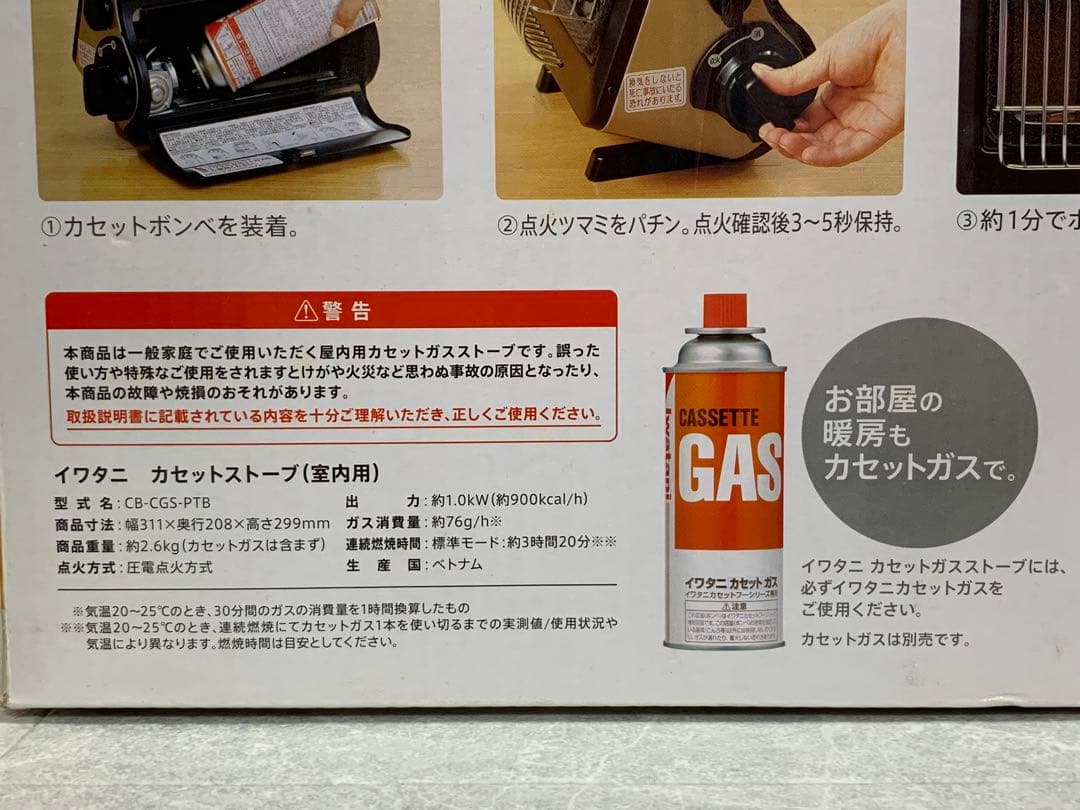 点火
消
換気をしないと
死亡事故にいたる
恐れがあります。
①カセットボンベを装着。
②点火ツマミをパチン。点火確認後3〜5秒保持。
③約1分でポ
⚠警告
本商品は一般家庭でご使用いただく屋内用カセットガスストーブです。誤った
使い方や特殊なご使用をされますとけがや火災など思わぬ事故の原因となったり、
本商品の故障や焼損のおそれがあります。
取扱説明書に記載されている内容を十分ご理解いただき、正しくご使用ください。
イワタニ カセットストーブ(室内用)
型式名:CB-CGS-PTB
商品寸法:幅311×奥行208×高さ299mm
商品重量:約2.6kg(カセットガスは含まず)
点火方式:圧電点火方式
出力:約1.0kW(約900kcal/h)
ガス消費量:約76g/h※
連続燃焼時間:標準モード:約3時間20分※※
生産国:ベトナム
※気温20〜25℃のとき、30分間のガスの消費量を1時間換算したもの
※※気温20〜25℃のとき、連続燃焼にてカセットガス1本を使い切るまでの実測値/使用状況や
気温により異なります。燃焼時間は目安としてください。
Iwatani
CASSETTE
GAS
イワタニカセットガス
イワタニカセットフーシリーズ専用
⚠注意
お部屋の
暖房も
カセットガスで。
イワタニ カセットガスストーブには、
必ずイワタニカセットガスを
ご使用ください。
カセットガスは別売です。